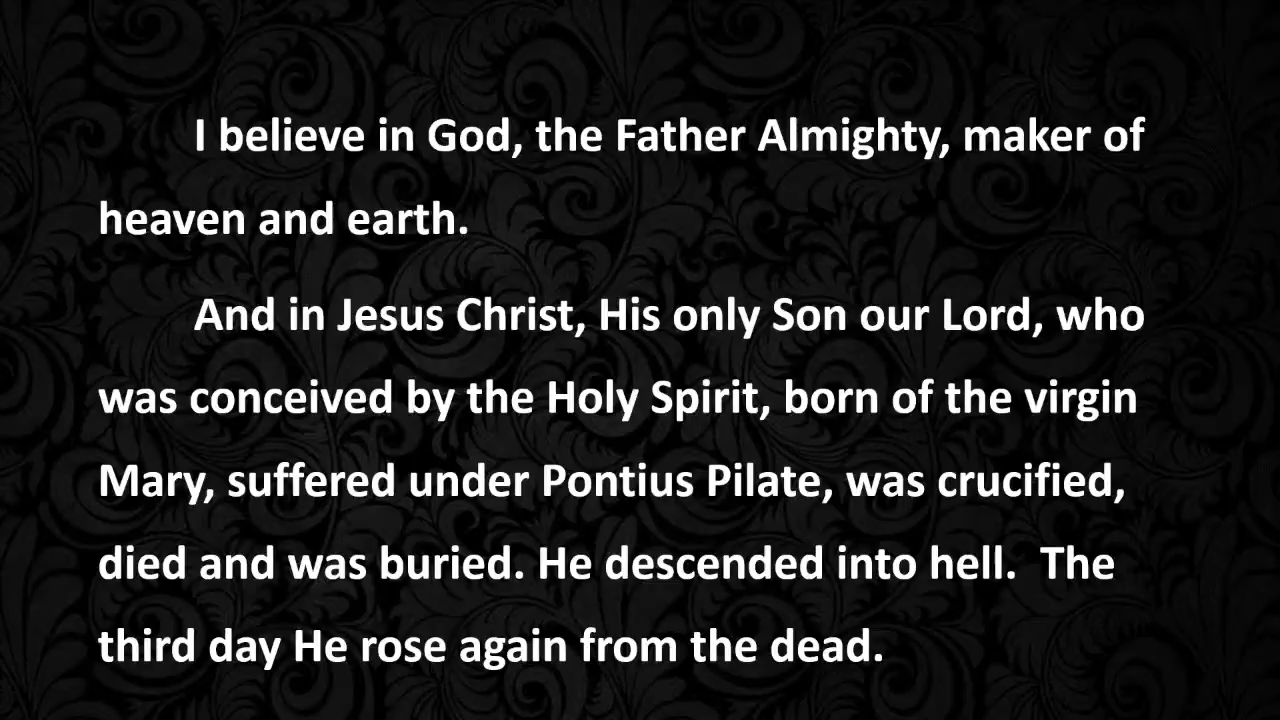 I believe in God, the Father Almighty, maker of
heaven and earth.
And in Jesus Christ, His only Son our Lord, who
was conceived by the Holy Spirit, born of the virgin
Mary, suffered under Pontius Pilate, was crucified,
died and was buried. He descended into hell.  The
third day He rose again from the dead.